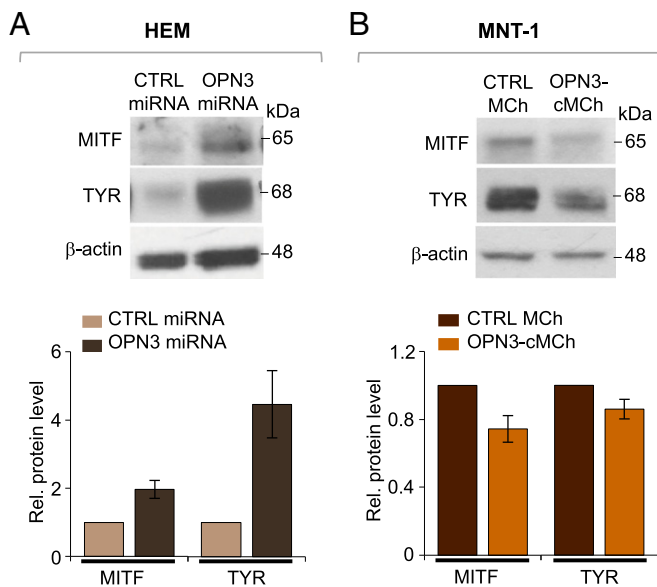 A
HEM
CTRL miRNA
OPN3 miRNA
kDa
MITF
65
TYR
68
β-actin
48
CTRL miRNA
OPN3 miRNA
Rel. protein level
6
4
2
0
MITF
TYR
B
MNT-1
CTRL MCh
OPN3-cMCh
kDa
MITF
65
TYR
68
β-actin
48
CTRL MCh
OPN3-cMCh
Rel. protein level
1.2
0.8
0.4
0
MITF
TYR